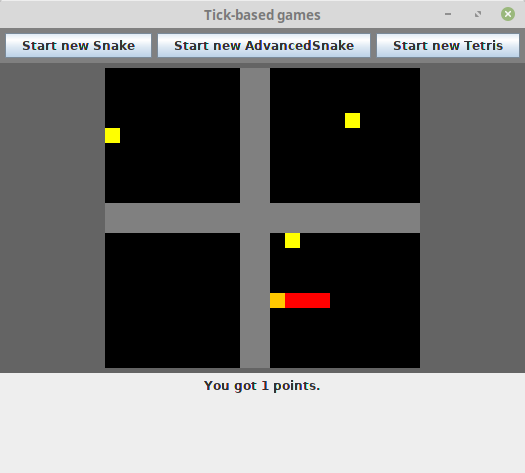 Tick-based games
Start new Snake Start new AdvancedSnake Start new Tetris
You got 1 points.